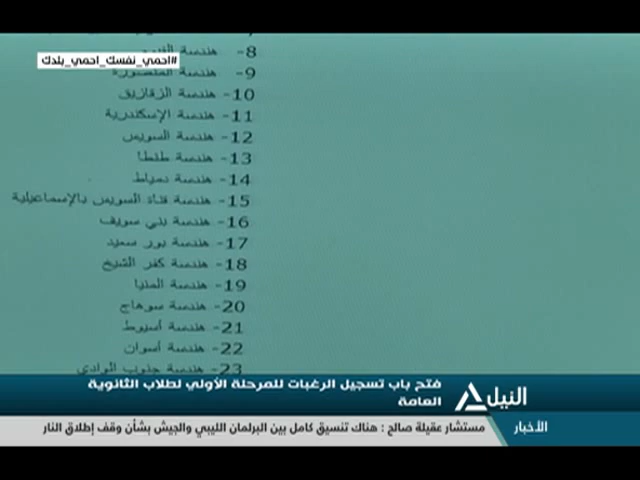 8- هندسة الفيوم
#احمي_نفسك_احمي_بلدك
9- هندسة المنصورة
10- هندسة الزقازيق
11- هندسة الإسكندرية
12- هندسة السويس
13- هندسة طنطا
14- هندسة دمياط
15- هندسة قناة السويس بالإسماعيلية
16- هندسة بني سويف
17- هندسة بور سعيد
18- هندسة كفر الشيخ
19- هندسة المنيا
20- هندسة سوهاج
21- هندسة أسيوط
22- هندسة أسوان
23- هندسة جنوب الوادي
النيل
فتح باب تسجيل الرغبات للمرحلة الأولي لطلاب الثانوية
العامة
الأخبار
مستشار عقيلة صالح : هناك تنسيق كامل بين البرلمان الليبي والجيش بشأن وقف إطلاق النار